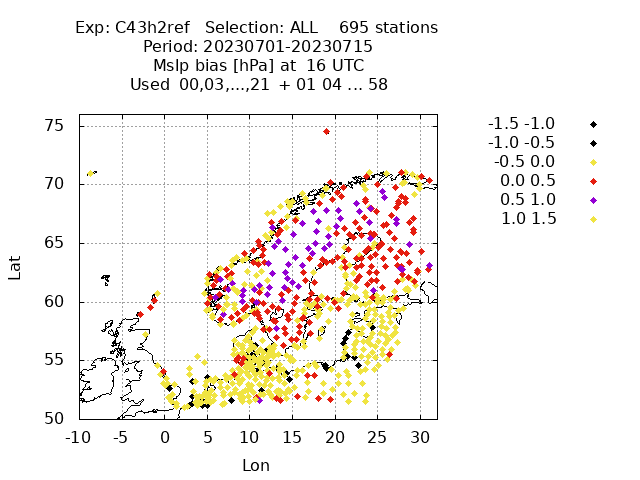 Exp: C43h2ref   Selection: ALL    695 stations
Period: 20230701-20230715
Mslp bias [hPa] at  16 UTC
Used  00,03,...,21  + 01 04 ... 58
-1.5 -1.0
-1.0 -0.5
-0.5 0.0
0.0 0.5
0.5 1.0
1.0 1.5
75
70
65
60
55
50
Lat
-10 -5 0 5 10 15 20 25 30
Lon